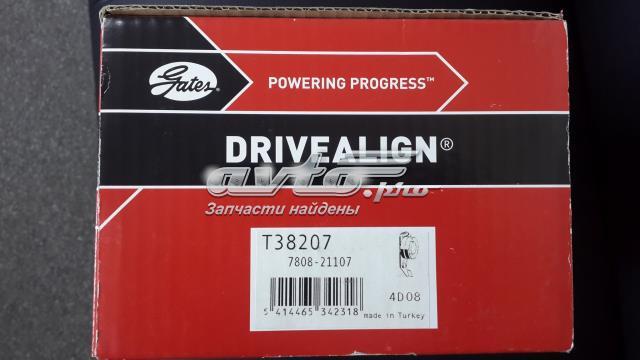 Gates
POWERING PROGRESS™
DRIVEALIGN®
avto.pro
Запчасти найдены
T38207
7808-21107
4D08
5 414465 342318
made in Turkey